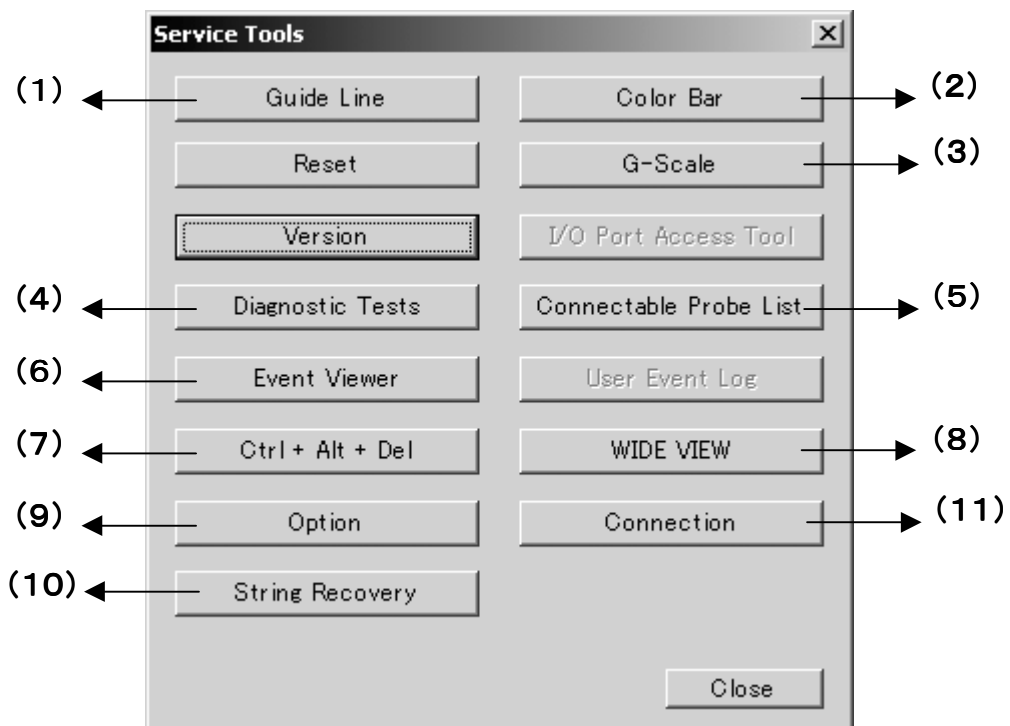 Service Tools
(1) Guide Line Color Bar (2)
Reset G-Scale (3)
Version I/O Port Access Tool
(4) Diagnostic Tests Connectable Probe List (5)
(6) Event Viewer User Event Log
(7) Ctrl + Alt + Del WIDE VIEW (8)
(9) Option Connection (11)
(10) String Recovery
Close